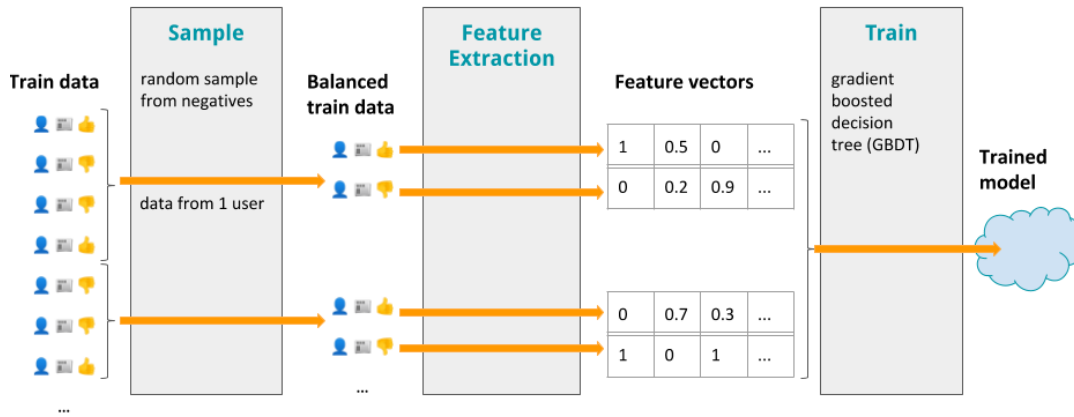 Sample
Feature
Extraction
Train
Train data
random sample
from negatives
Balanced
train data
Feature vectors
gradient
boosted
decision
tree (GBDT)
Trained
model
1 0.5 0 ...
0 0.2 0.9 ...
data from 1 user
0 0.7 0.3 ...
1 0 1 ...
...
...